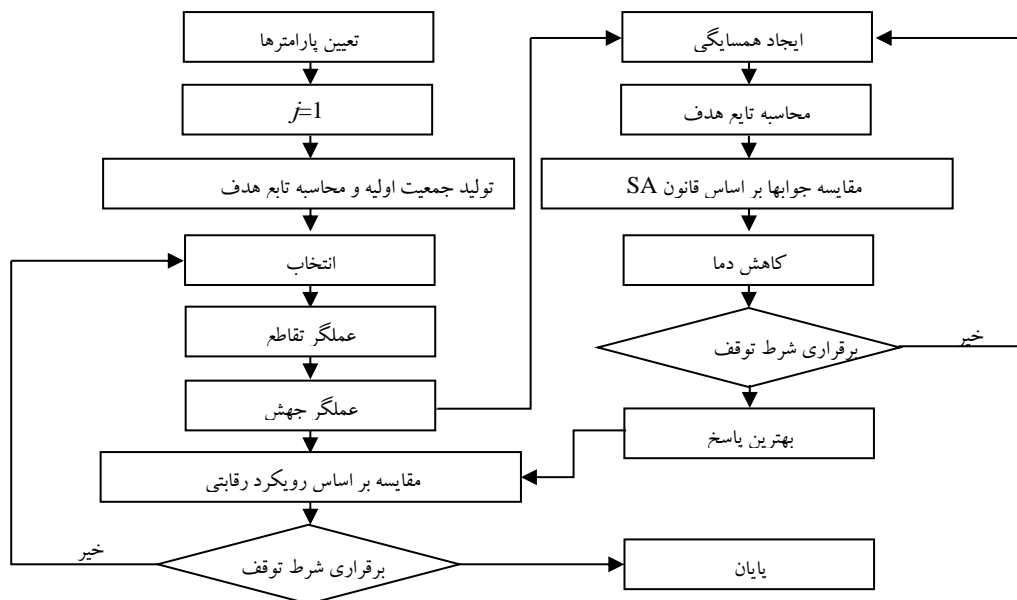 تعیین پارامترها
j=1
تولید جمعیت اولیه و محاسبه تابع هدف
انتخاب
عملگر تقاطع
عملگر جهش
مقایسه بر اساس رویکرد رقابتی
برقراری شرط توقف
خیر
ایجاد همسایگی
محاسبه تابع هدف
مقایسه جوابها بر اساس قانون SA
کاهش دما
برقراری شرط توقف
خیر
بهترین پاسخ
پایان